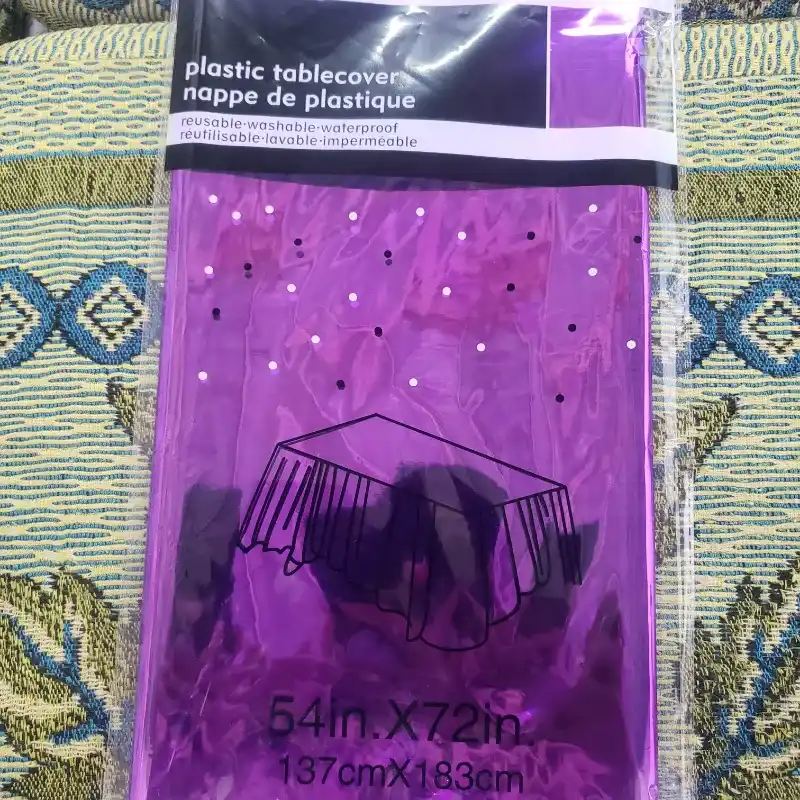 plastic tablecover
nappe de plastique
reusable·washable·waterproof
réutilisable·lavable·imperméable
54in.X72in.
137cmX183cm